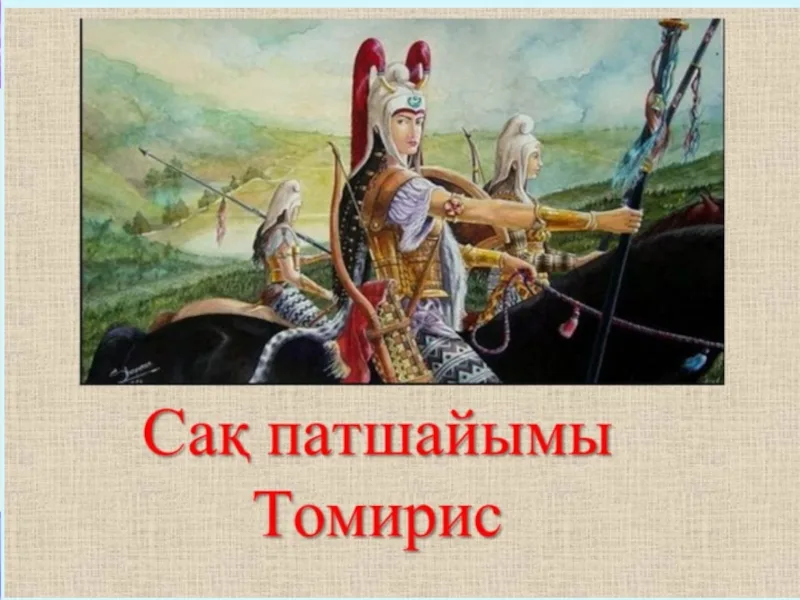 Сақ патшайымы
Томирис